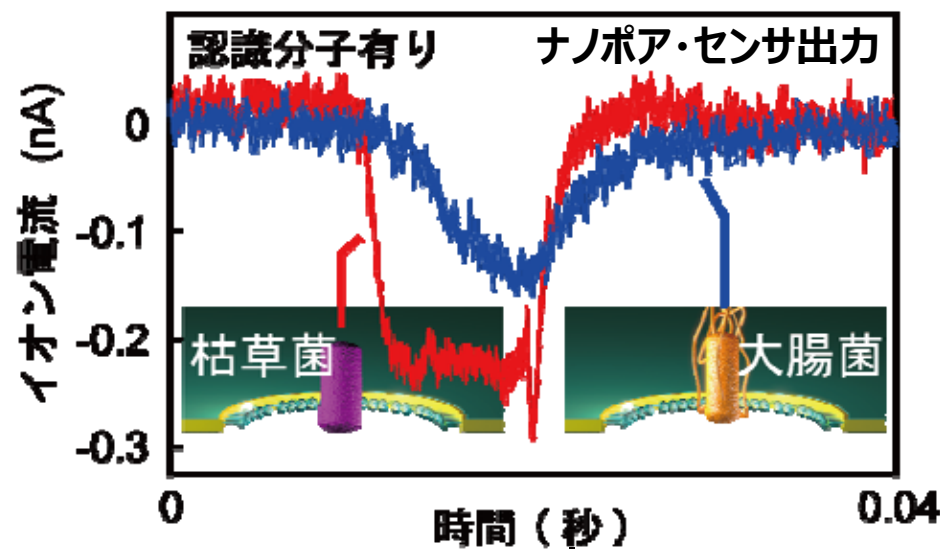 認識分子有り
ナノポア・センサ出力
イオン電流 (nA)
0
-0.1
-0.2
-0.3
枯草菌
大腸菌
0
0.04
時間（秒）